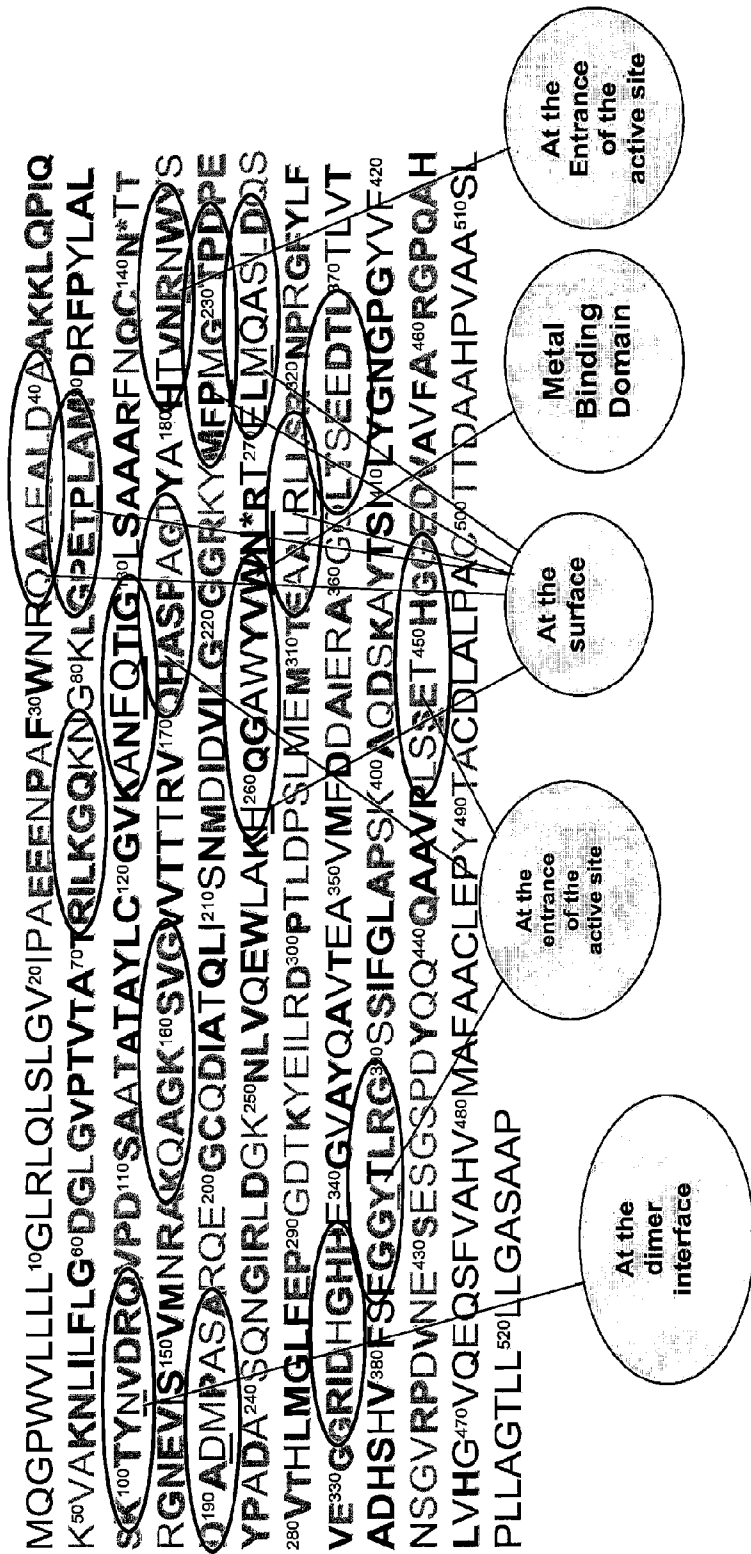 MQGPWVLLLL10GLRLQLSLGV20IPAEEENPAF30WNRQAAEALD40AAKKLQPIQ
K50VAKNLILFLG60DGLGVPTVTA70TRILKGQKNG80KLGPETPLAM90DRFPYLAL
SK100TYNVDRQVPD110SAATATAYLC120GVKANFQTIG130LSAAARFNQC140N*TT
RGNEVIS150VMNRAKQAGK160SVGVVTTTRV170QHASPAGTYA180HTVNRNWYS
Q190ADMPASARQE200GCQDIATQLI210SNMDIDVILG220GGRKYMFPMG230TPDPE
YPADA240SQNGIRLDGK250NLVQEWLAKH260QGAWYVWN*RT270ELMQASLDQS
280VTHLMGLFEP290GDTKYEILRD300PTLDPSLMEM310TEAALRLLSR320NPRGFYLF
VE330GGRIDHGHHE340GVAYQAVTEA350VMFDDAIERA360GQLTSEEDTL370TLVT
ADHSHV380FSFGGYTLRG390SSIFGLAPSK400AQDSKAYTSI410LYGNGPGYVF420
NSGVRPDVNE430SESGSPDYQQ440QAAVPLSSET450HGGEDVAVFA460RGPQAH
LVHG470VQEQSFVAHV480MAFAACLEPY490TACDLALPAC500TTDAAHPVAA510SL
PLLAGTLL520LLGASAAP
At the
dimer
interface
At the
entrance
of the
active site
At the
surface
Metal
Binding
Domain
At the
Entrance
of the
active site